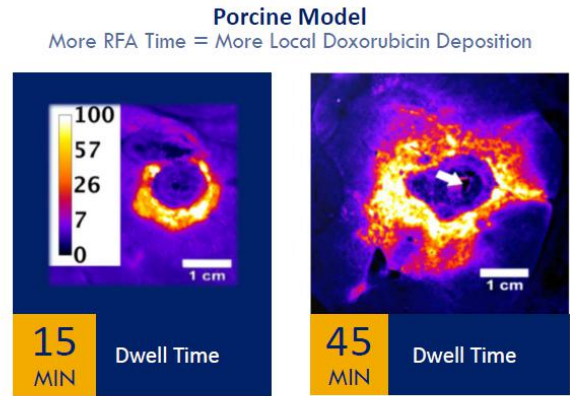 Porcine Model
More RFA Time = More Local Doxorubicin Deposition
100
57
26
7
0
1 cm
1 cm
15
MIN
Dwell Time
45
MIN
Dwell Time